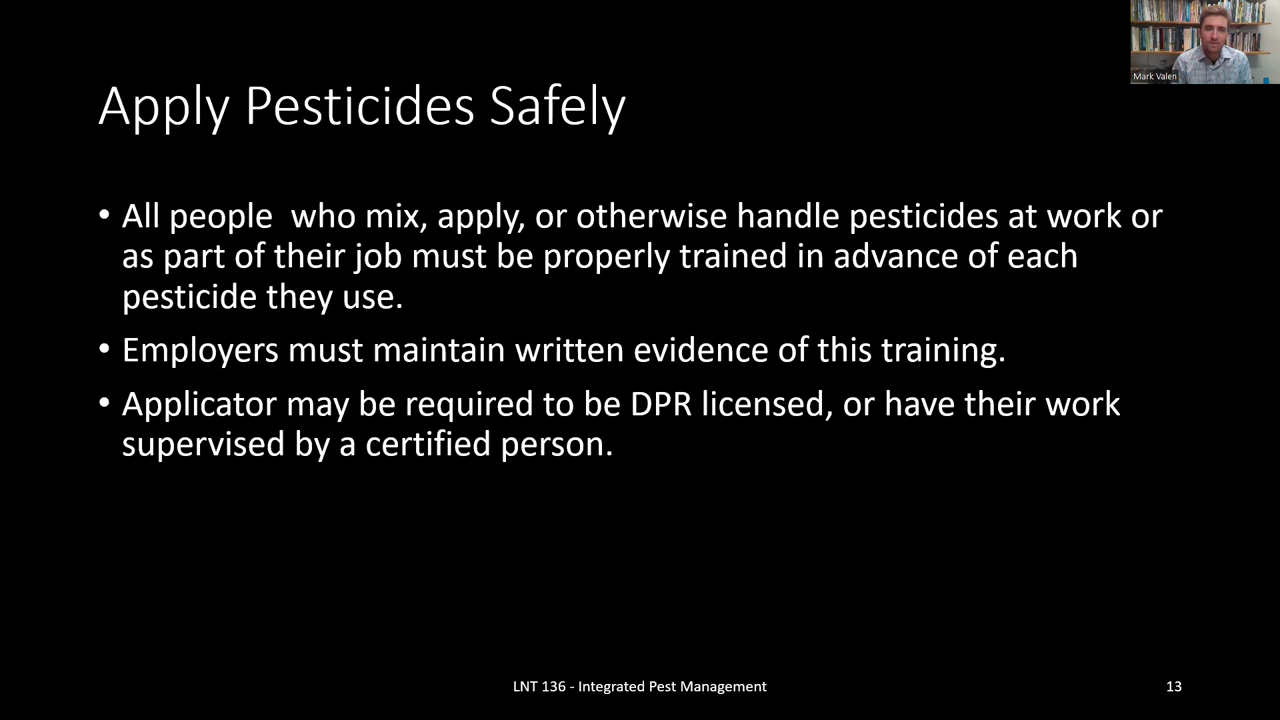 Mark Valen
Apply Pesticides Safely
• All people  who mix, apply, or otherwise handle pesticides at work or
as part of their job must be properly trained in advance of each
pesticide they use.
• Employers must maintain written evidence of this training.
• Applicator may be required to be DPR licensed, or have their work
supervised by a certified person.
LNT 136 - Integrated Pest Management
13